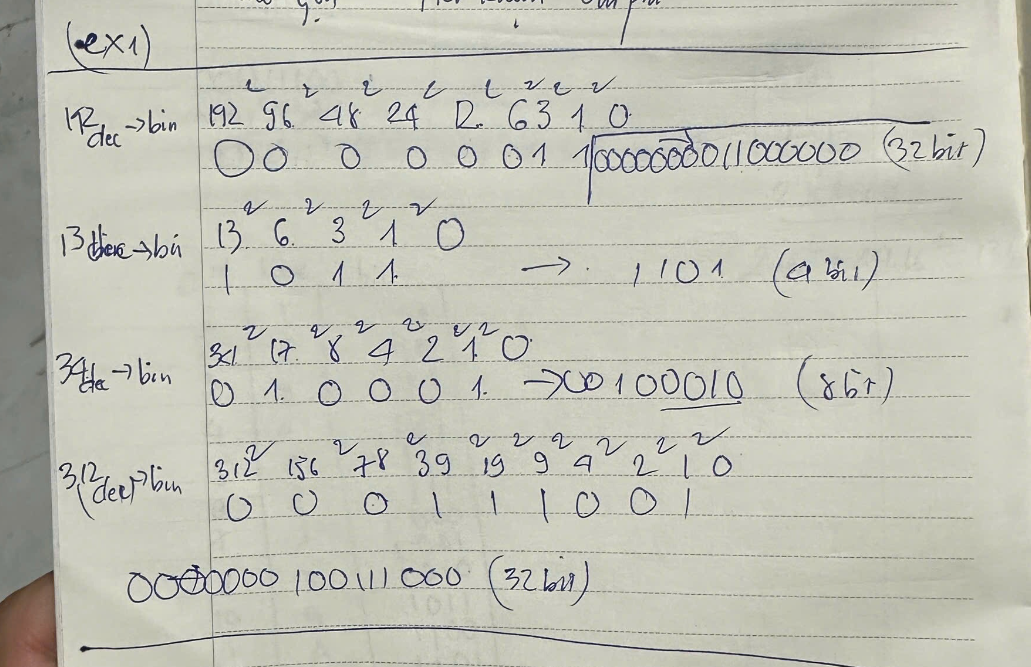 (ex1)
192 dec → bin 192 96 48 24 12 6 3 1 0
0 0 0 0 0 0 1 1 0000000011000000 (32 bit)
13 dec → bin 13 6 3 1 0
1 0 1 1 → 1101 (4 bit)
34 dec → bin 34 17 8 4 2 1 0
0 1 0 0 0 1 → 00100010 (8 bit)
312 (dec) → bin 312 156 78 39 19 9 4 2 1 0
0 0 0 1 1 1 0 0 1
(32 bit)